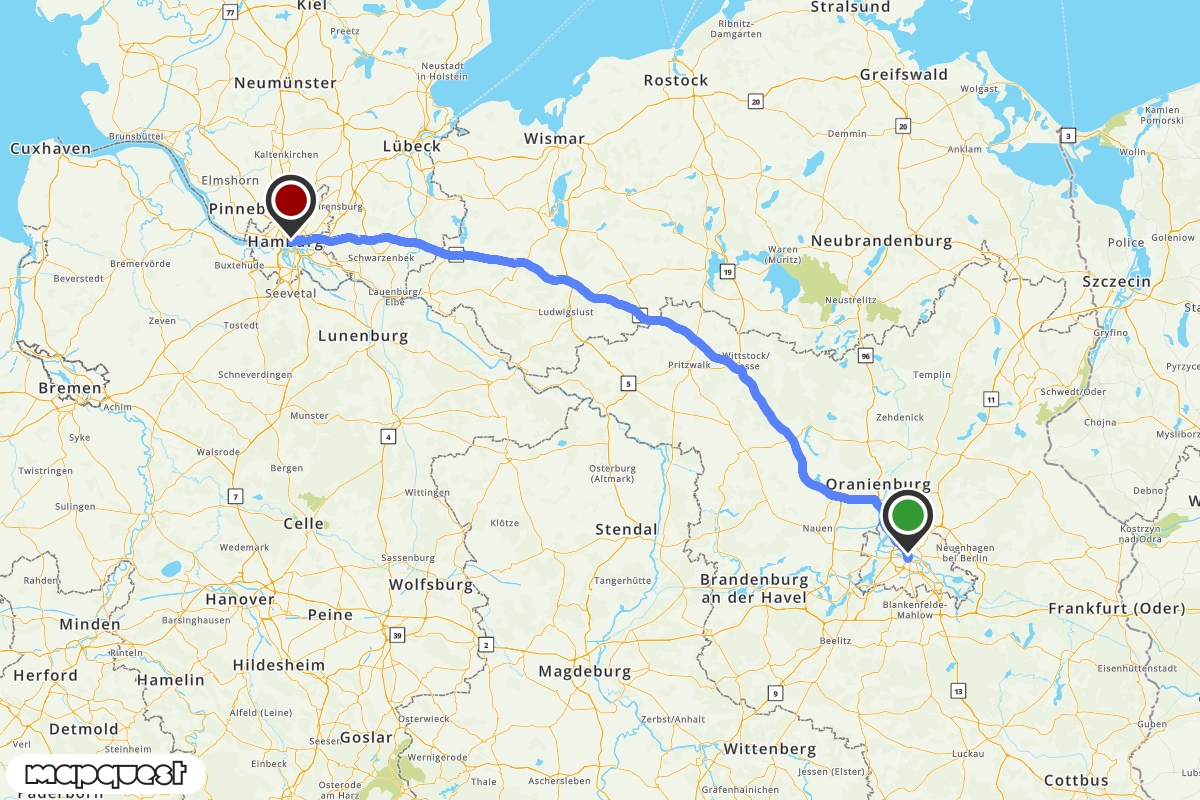 Kiel
Stralsund
77
Preetz
Ribnitz-
Damgarten
Neustadt
in Holstein
Greifswald
Rostock
Neumünster
Wolgast
20
Kamien
Pomorski
Brunsbüttel
20
Demmin
3
Wismar
Cuxhaven
Lübeck
Anklam
Wolin
Kaltenkirchen
Elmshorn
Pinneb
hrensburg
Hamburg
Neubrandenburg
Police
Goleniow
Schwarzenbek
Waren
(Müritz)
Bremervörde
Buxtehude
19
Beverstedt
Szczecin
Seevetal
Lauenburg/
Elbe
Neustrelitz
Ludwigslust
Zeven
Tostedt
Gryfino
Lunenburg
96
Wittstock/
osse
Pritzwalk
Schneverdingen
Templin
Pyrzyce
Bremen
5
Schwedt/Oder
11
Achim
Munster
Zehdenick
Chojna
Syke
4
Mysliborz
Walsrode
Twistringen
Bergen
Osterburg
(Altmark)
Oranienburg
Wittingen
Debno
7
Sulingen
Celle
Klötze
Stendal
Nauen
Kostrzyn
nad Odra
Wedemark
Neuenhagen
bei Berlin
Sassenburg
Rahden
Wolfsburg
Tangerhütte
Brandenburg
an der Havel
Hanover
Blankenfelde-
Mahlow
Frankfurt (Oder)
Peine
Barsinghausen
Minden
39
2
Beelitz
Rinteln
Hildesheim
Magdeburg
Eisenhüttenstadt
Herford
Hamelin
9
13
Alfeld (Leine)
Osterwieck
Zerbst/Anhalt
Guben
Detmold
Seesen
Goslar
Wittenberg
Verl
Steinheim
Wernigerode
Luckau
Einbeck
Jessen (Elster)
mapquest
Osterode
am Harz
Thale
Aschersleben
Gräfenhainichen
Cottbus
Paderborn